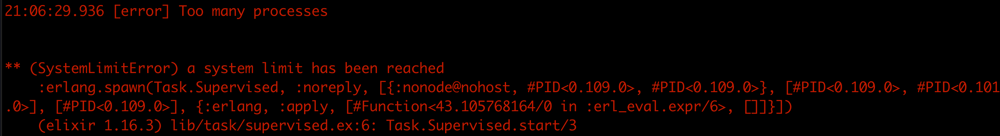 21:06:29.936 [error] Too many processes
** (SystemLimitError) a system limit has been reached
:erlang.spawn(Task.Supervised, :noreply, [{:nonode@nohost, #PID<0.109.0>, #PID<0.109.0>}, [#PID<0.109.0>, #PID<0.101
.0>], [#PID<0.109.0>], {:erlang, :apply, [#Function<43.105768164/0 in :erl_eval.expr/6>, []]}])
(elixir 1.16.3) lib/task/supervised.ex:6: Task.Supervised.start/3